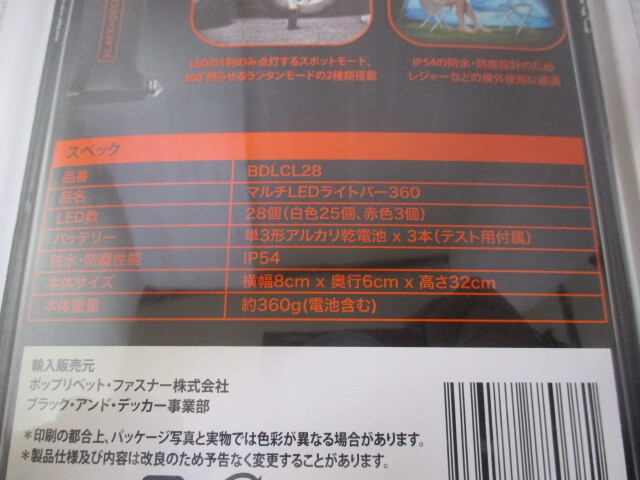 LEDの1列のみ点灯するスポットモード、
360°照らせるランタンモードの2種類搭載
IP54の防水・防塵設計のため
レジャーなどの屋外使用に最適
スペック
品番 BDLCL28
品名 マルチLEDライトバー360
LED数 28個(白色25個、赤色3個)
バッテリー 単3形アルカリ乾電池 x 3本(テスト用付属)
防水・防塵性能 IP54
本体サイズ 横幅8cm x 奥行6cm x 高さ32cm
本体重量 約360g(電池含む)
輸入販売元
ポップリベット・ファスナー株式会社
ブラック・アンド・デッカー事業部
*印刷の都合上、パッケージ写真と実物では色彩が異なる場合があります。
*製品仕様及び内容は改良のため予告なく変更することがあります。